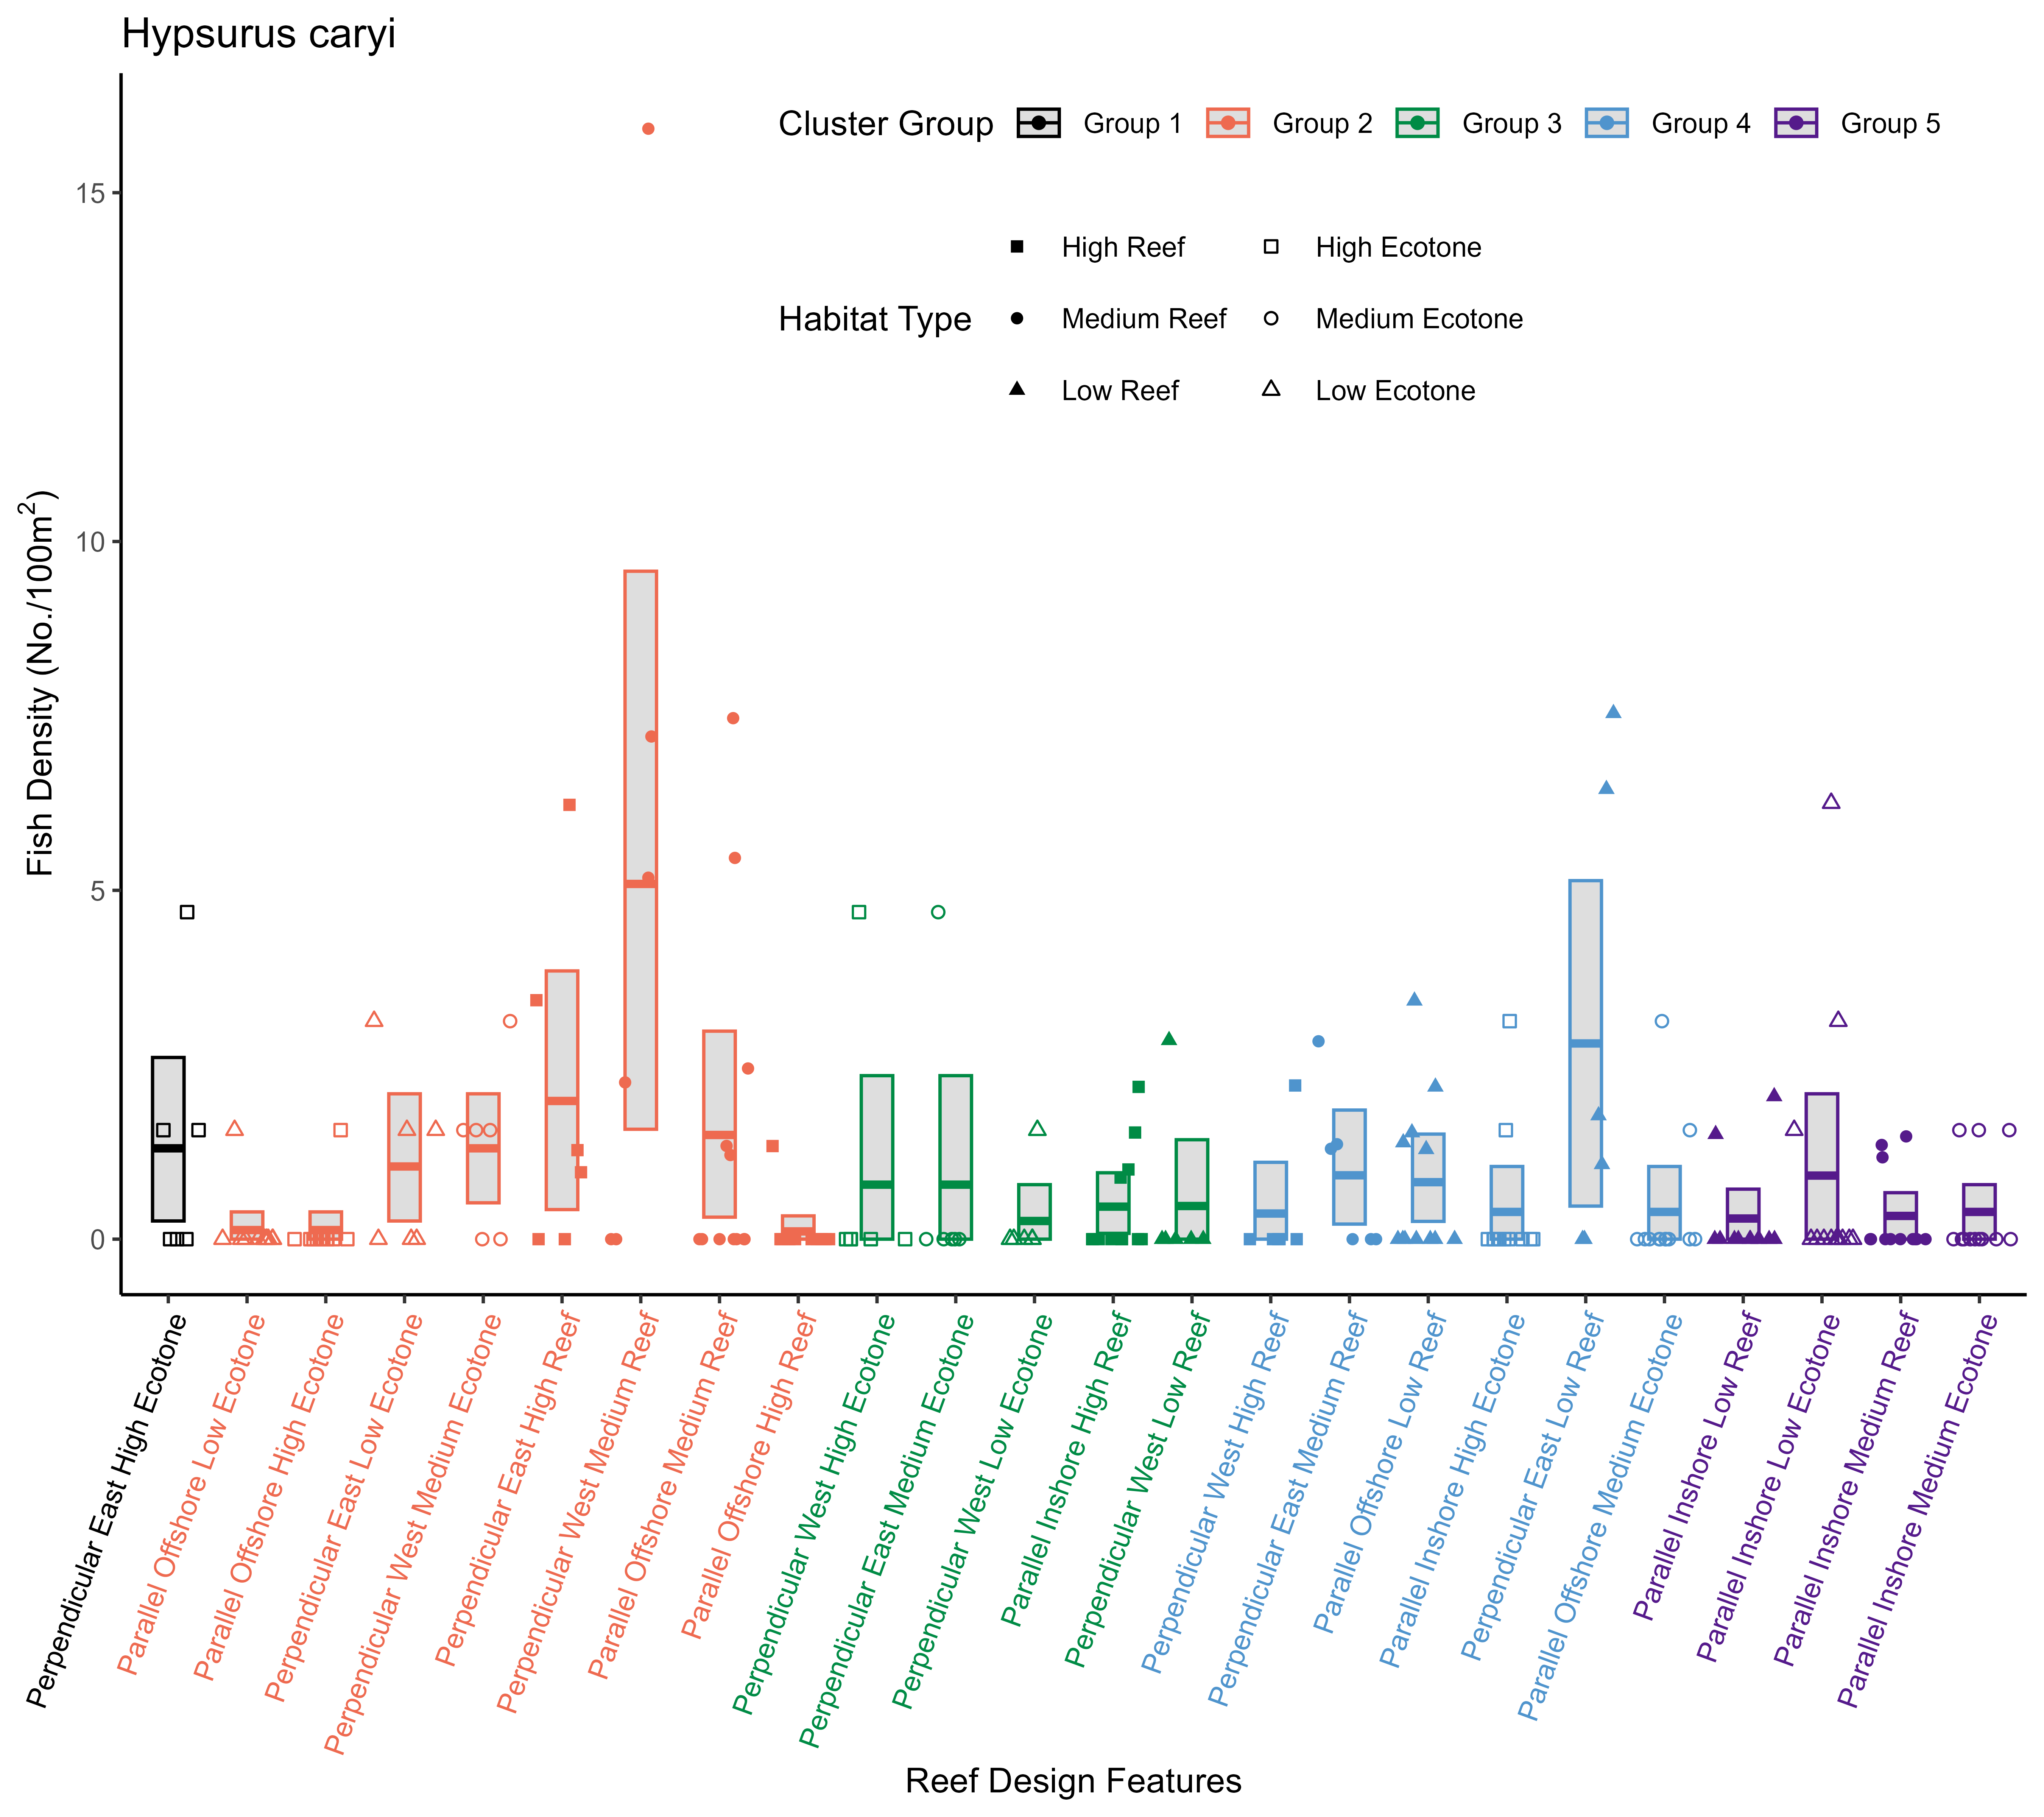 Hypsurus caryi
Cluster Group
Group 1
Group 2
Group 3
Group 4
Group 5
Habitat Type
High Reef
High Ecotone
Medium Reef
Medium Ecotone
Low Reef
Low Ecotone
Fish Density (No./100m²)
15
10
5
0
Perpendicular East High Ecotone
Parallel Offshore Low Ecotone
Parallel Offshore High Ecotone
Perpendicular East Low Ecotone
Perpendicular West Medium Ecotone
Perpendicular East High Reef
Perpendicular West Medium Reef
Parallel Offshore Medium Reef
Parallel Offshore High Reef
Perpendicular West High Ecotone
Perpendicular East Medium Ecotone
Perpendicular West Low Ecotone
Parallel Inshore High Reef
Perpendicular West Low Reef
Perpendicular West High Reef
Perpendicular East Medium Reef
Parallel Offshore Low Reef
Parallel Inshore High Ecotone
Perpendicular East Low Reef
Parallel Offshore Medium Ecotone
Parallel Inshore Low Reef
Parallel Inshore Low Ecotone
Parallel Inshore Medium Reef
Parallel Inshore Medium Ecotone
Reef Design Features